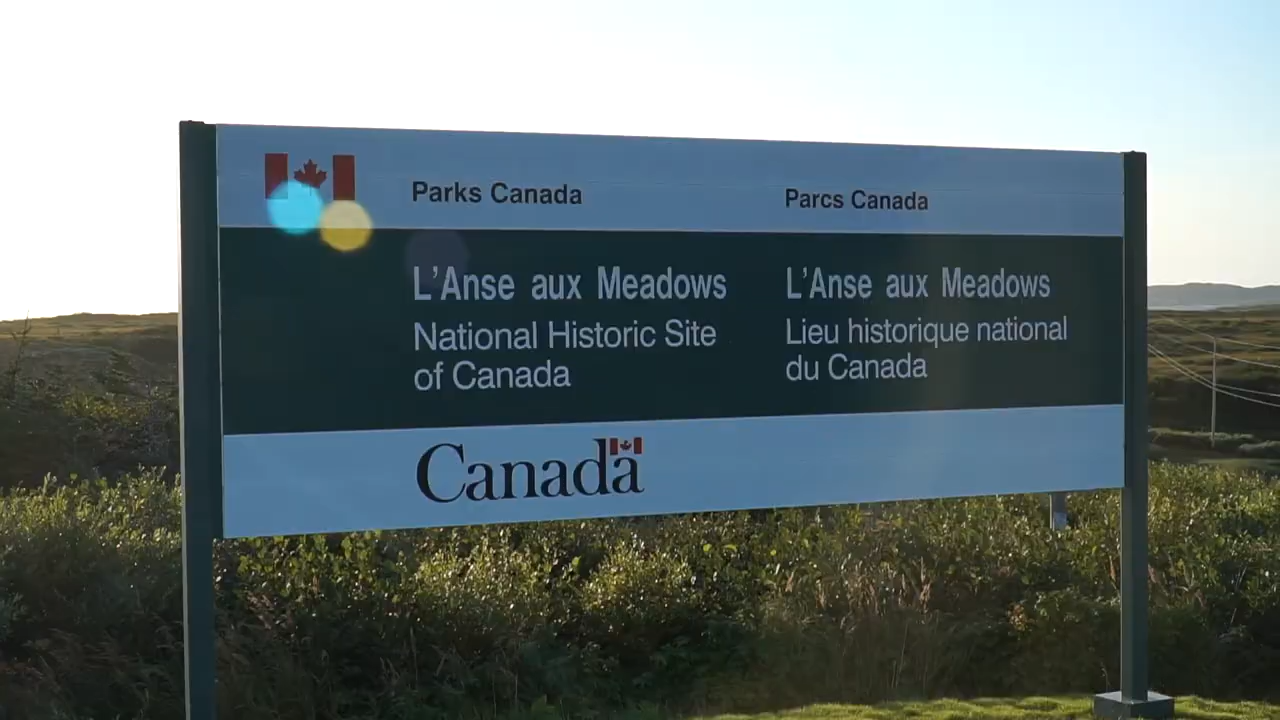 Parks Canada
Parcs Canada
L'Anse aux Meadows
National Historic Site
of Canada
L'Anse aux Meadows
Lieu historique national
du Canada
Canada